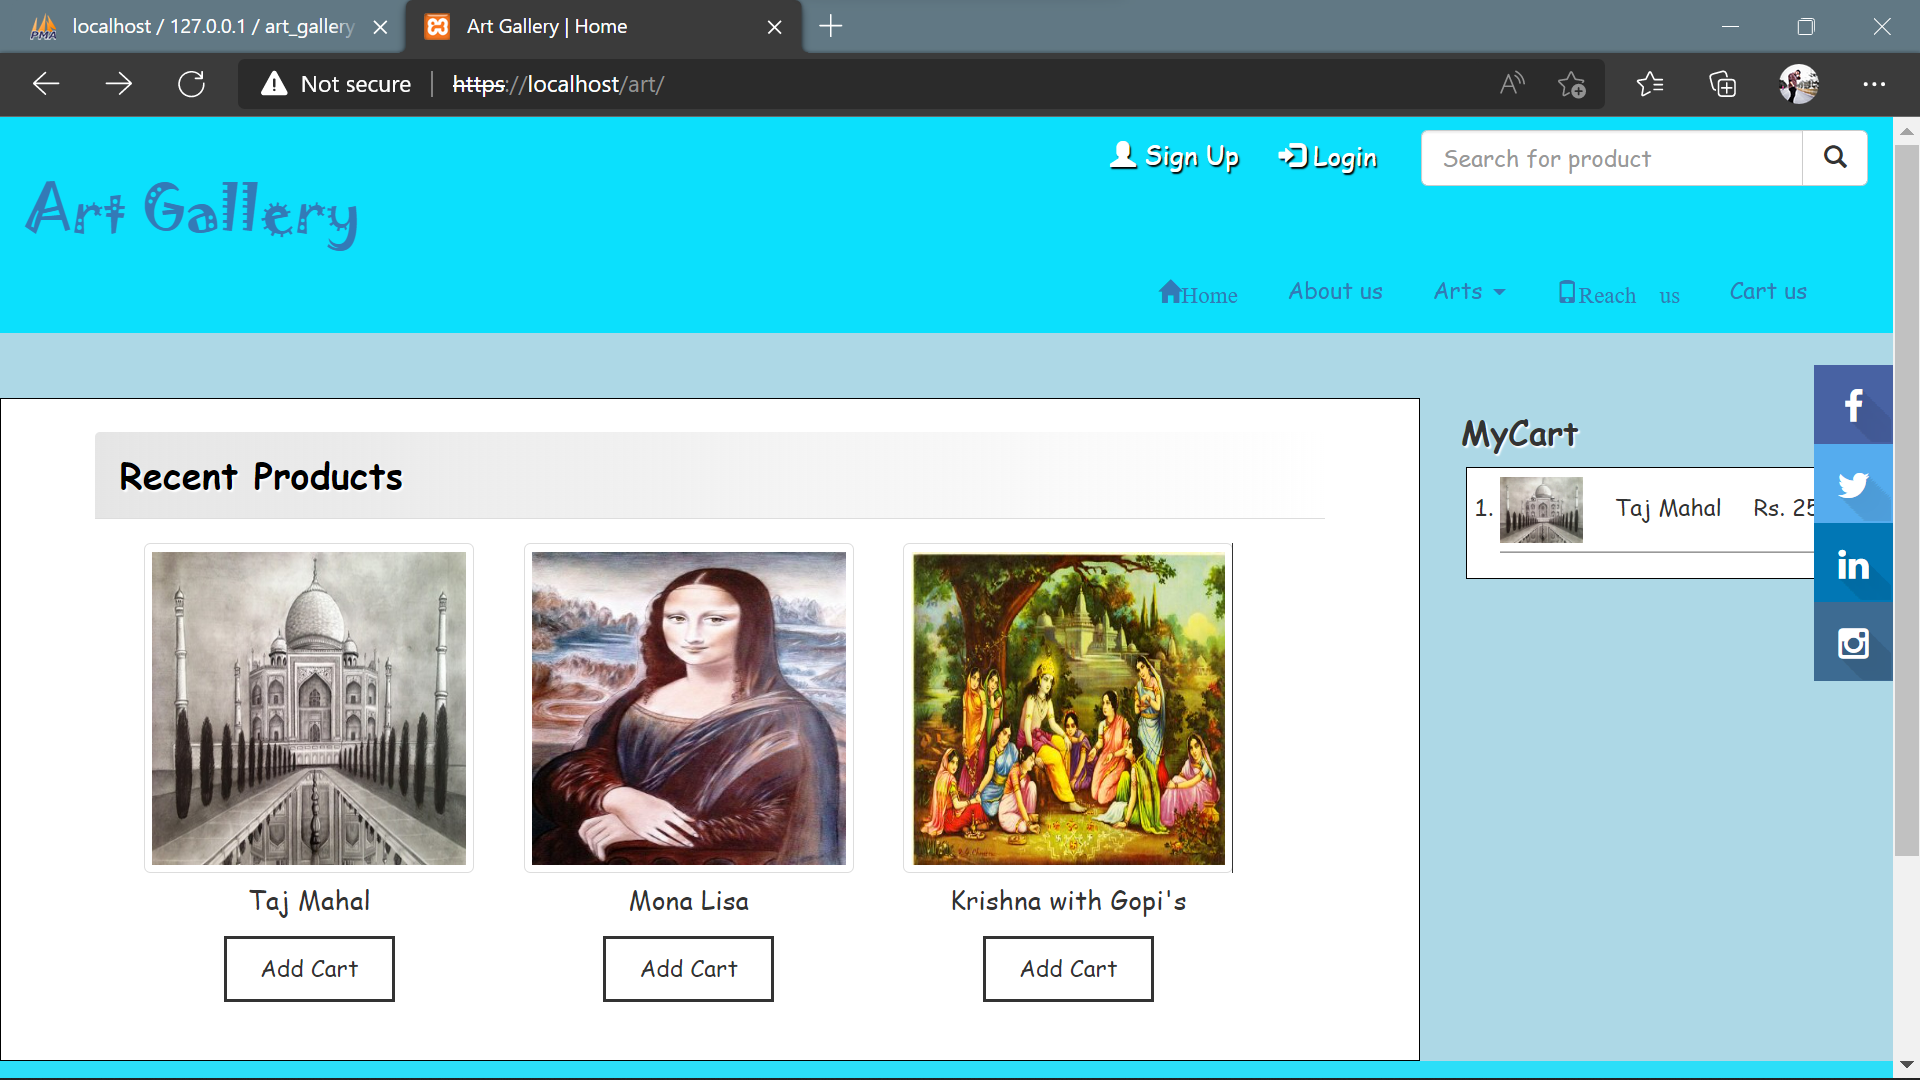 localhost / 127.0.0.1 / art_gallery
Art Gallery | Home
Not secure
https://localhost/art/
Sign Up
Login
Search for product
Art Gallery
Home
About us
Arts
Reach us
Cart us
Recent Products
MyCart
1. Taj Mahal Rs. 25
Taj Mahal
Mona Lisa
Krishna with Gopi's
Add Cart
Add Cart
Add Cart